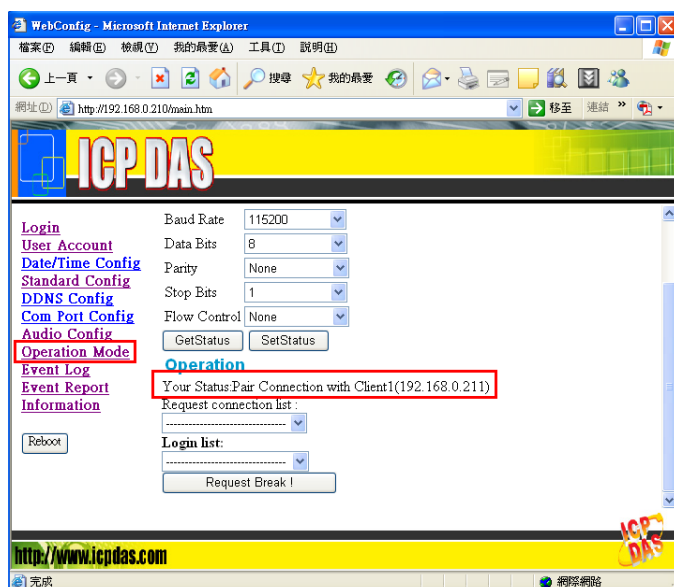 WebConfig - Microsoft Internet Explorer
檔案(F) 編輯(E) 檢視(V) 我的最愛(A) 工具(T) 說明(H)
上一頁 搜尋 我的最愛
網址(D) http://192.168.0.210/main.htm 移至 連結 »
ICP DAS
Login
User Account
Date/Time Config
Standard Config
DDNS Config
Com Port Config
Audio Config
Operation Mode
Event Log
Event Report
Information
Reboot
Baud Rate 115200
Data Bits 8
Parity None
Stop Bits 1
Flow Control None
GetStatus SetStatus
Operation
Your Status:Pair Connection with Client1(192.168.0.211)
Request connection list :
------------------------------
Login list:
------------------------------
Request Break !
http://www.icpdas.com
ICP DAS
完成 網際網路